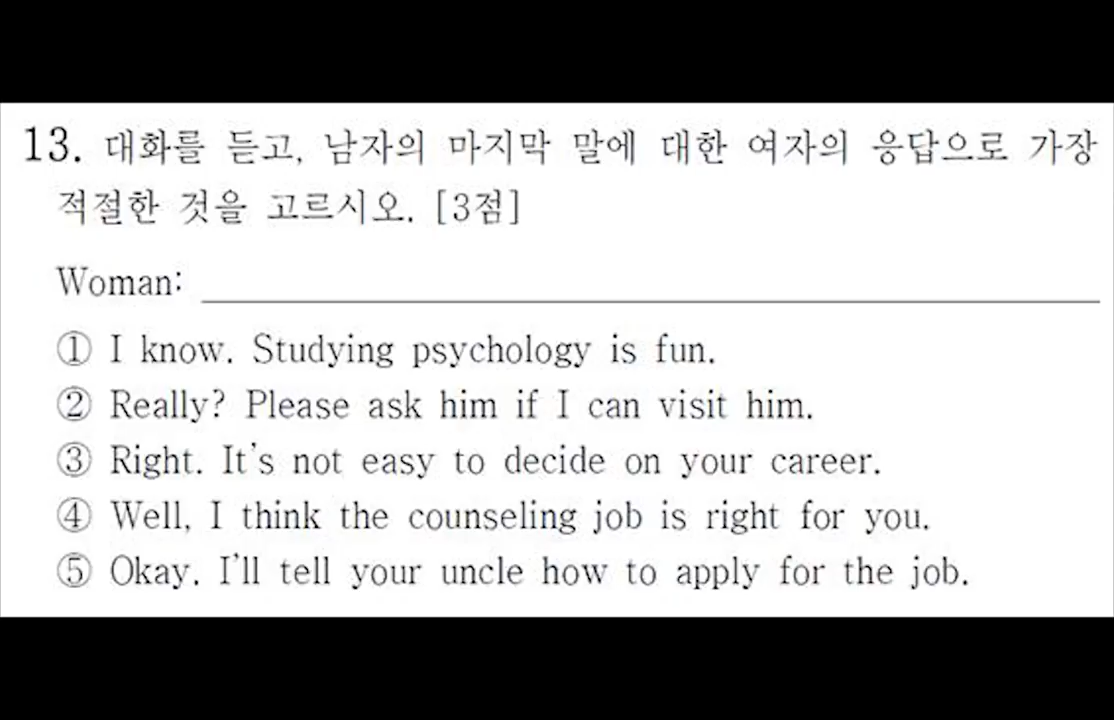 13. 대화를 듣고, 남자의 마지막 말에 대한 여자의 응답으로 가장
적절한 것을 고르시오. [3점]
Woman:
① I know. Studying psychology is fun.
② Really? Please ask him if I can visit him.
③ Right. It's not easy to decide on your career.
④ Well, I think the counseling job is right for you.
⑤ Okay. I'll tell your uncle how to apply for the job.